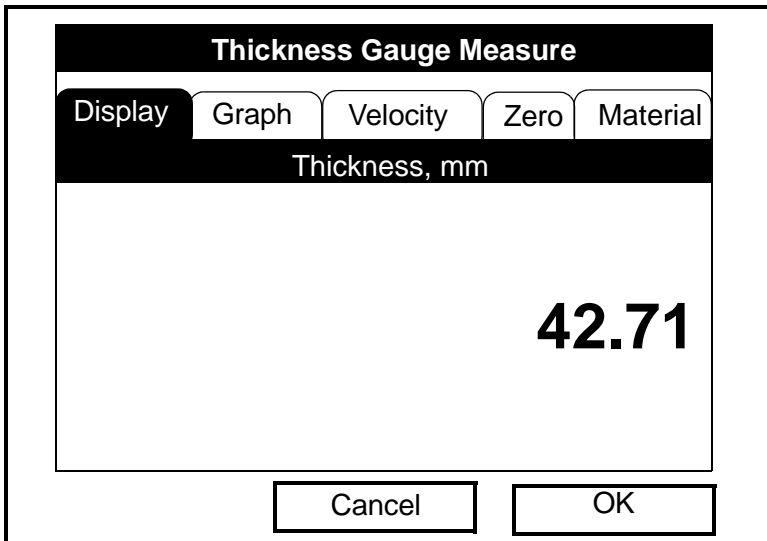 Thickness Gauge Measure
Display Graph Velocity Zero Material
Thickness, mm
42.71
Cancel OK